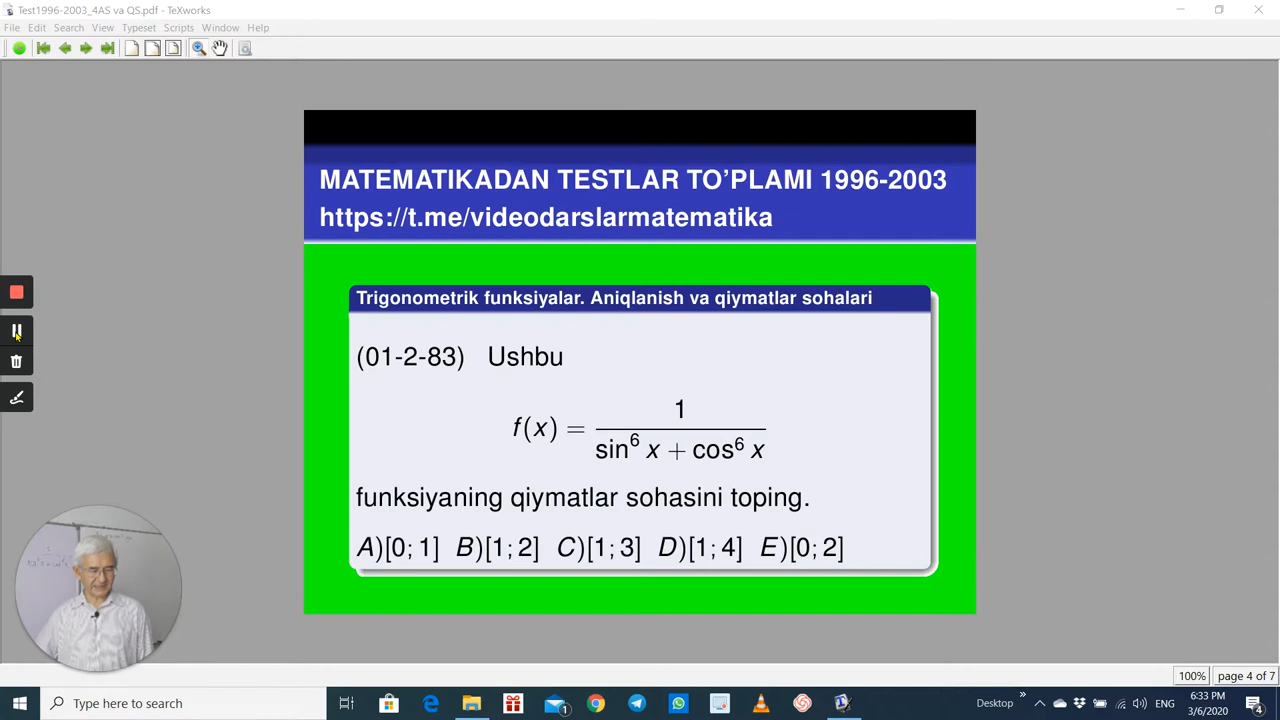 Test1996-2003_4AS va QS.pdf - TeXworks
File Edit Search View Typeset Scripts Window Help
MATEMATIKADAN TESTLAR TO’PLAMI 1996-2003
https://t.me/videodarslarmatematika
Trigonometrik funksiyalar. Aniqlanish va qiymatlar sohalari
(01-2-83) Ushbu
f(x) = 1 / (sin⁶ x + cos⁶ x)
funksiyaning qiymatlar sohasini toping.
A)[0; 1] B)[1; 2] C)[1; 3] D)[1; 4] E)[0; 2]
100% page 4 of 7
Type here to search
1
Desktop
ENG
6:33 PM
3/6/2020
4